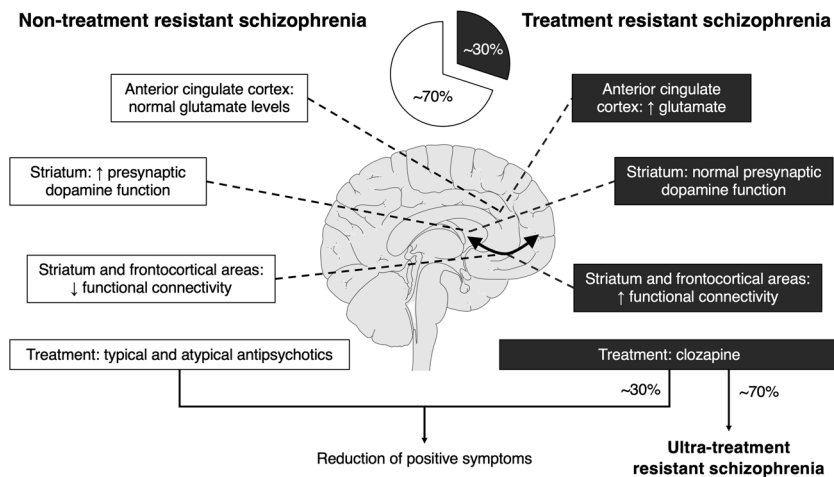 Non-treatment resistant schizophrenia
Treatment resistant schizophrenia
~30%
~70%
Anterior cingulate cortex:
normal glutamate levels
Anterior cingulate
cortex: ↑ glutamate
Striatum: ↑ presynaptic
dopamine function
Striatum: normal presynaptic
dopamine function
Striatum and frontocortical areas:
↓ functional connectivity
Striatum and frontocortical areas:
↑ functional connectivity
Treatment: typical and atypical antipsychotics
Treatment: clozapine
~30%
~70%
Reduction of positive symptoms
Ultra-treatment
resistant schizophrenia